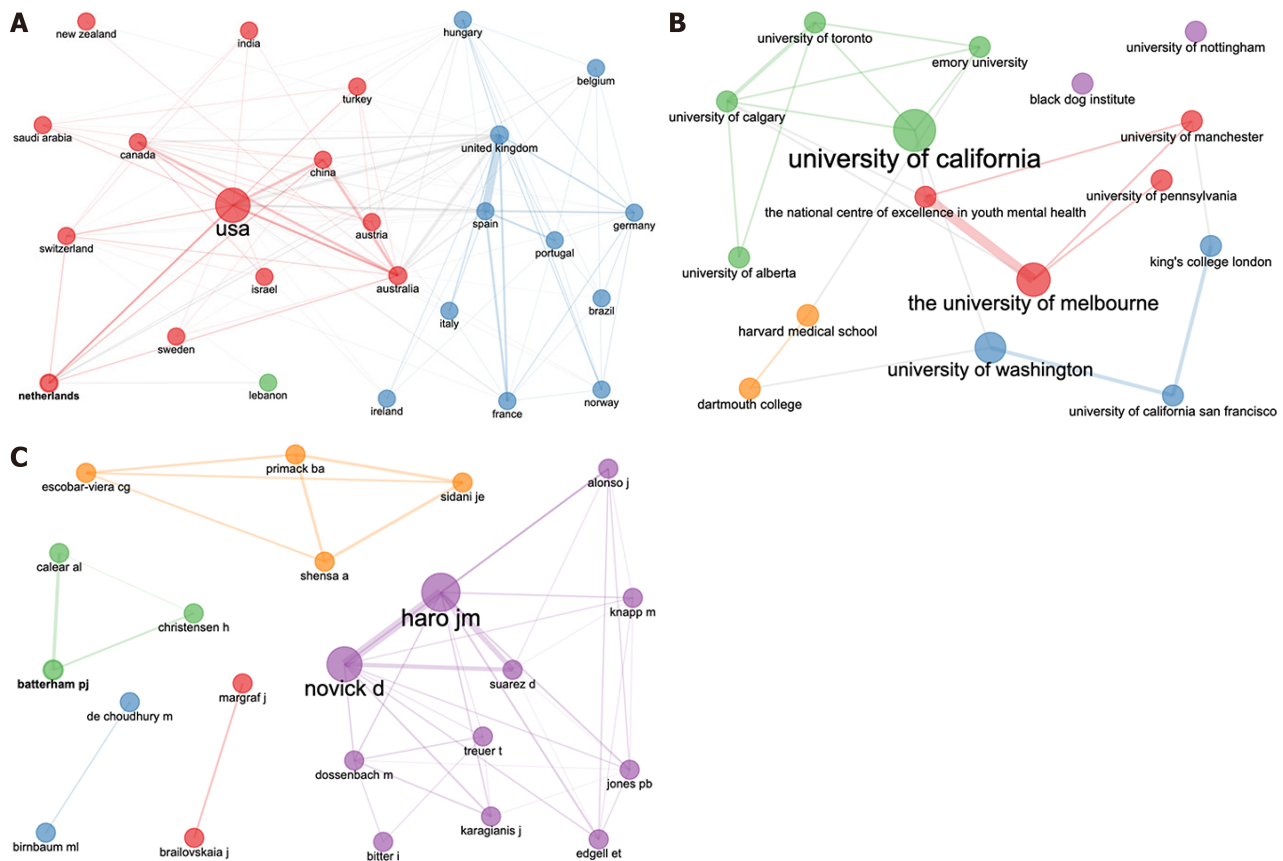 A
new zealand
india
hungary
belgium
turkey
saudi arabia
canada
united kingdom
china
usa
spain
germany
austria
switzerland
portugal
israel
australia
brazil
italy
sweden
netherlands
lebanon
ireland
france
norway
B
university of toronto
university of nottingham
emory university
black dog institute
university of calgary
university of manchester
university of california
university of pennsylvania
the national centre of excellence in youth mental health
king's college london
university of alberta
the university of melbourne
harvard medical school
university of washington
dartmouth college
university of california san francisco
C
primack ba
escobar-viera cg
sidani je
alonso j
calear al
shensa a
knapp m
haro jm
christensen h
batterham pj
novick d
suarez d
margraf j
de choudhury m
treuer t
dossenbach m
jones pb
karagianis j
birnbaum ml
brailovskaia j
bitter i
edgell et